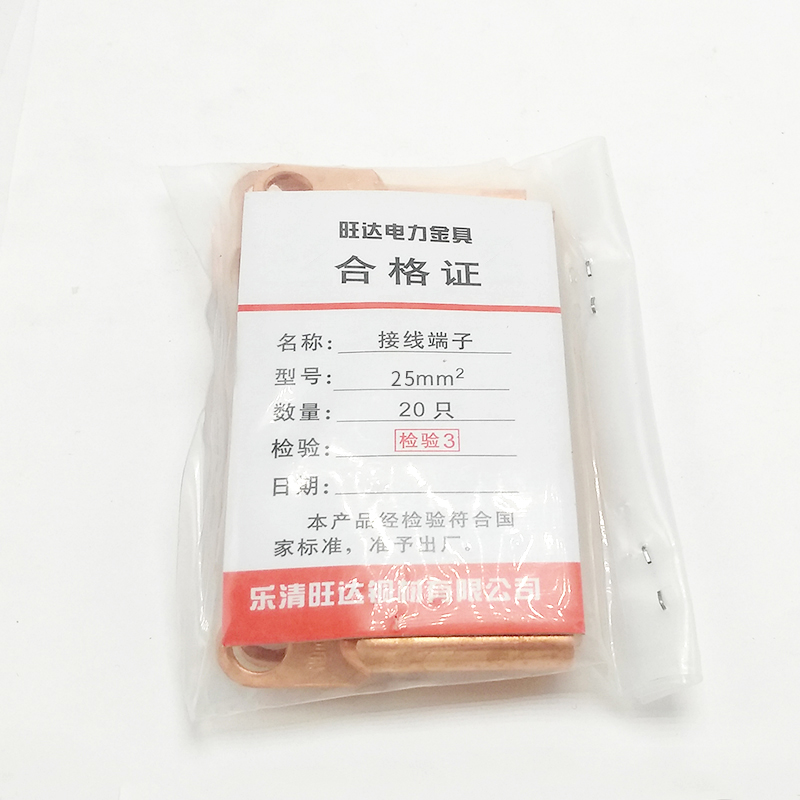 旺达电力金具
合格证
名称: 接线端子
型号: 25mm²
数量: 20只
检验: 检验3
日期:
本产品经检验符合国
家标准，准予出厂。
乐清旺达铜材有限公司